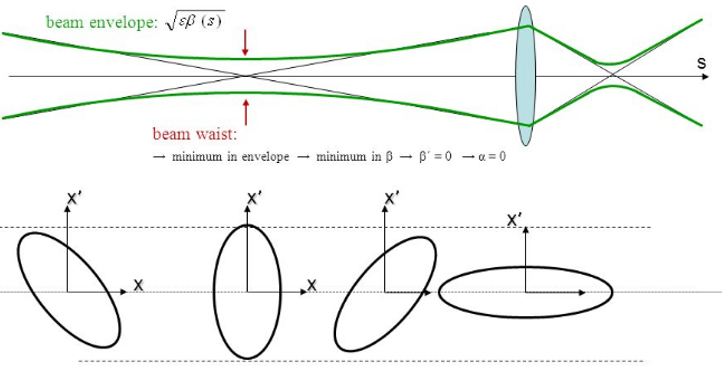 beam envelope: √εβ (s)
s
beam waist:
→ minimum in envelope → minimum in β → β´ = 0 → α = 0
x′ x′ x′
x′
x x